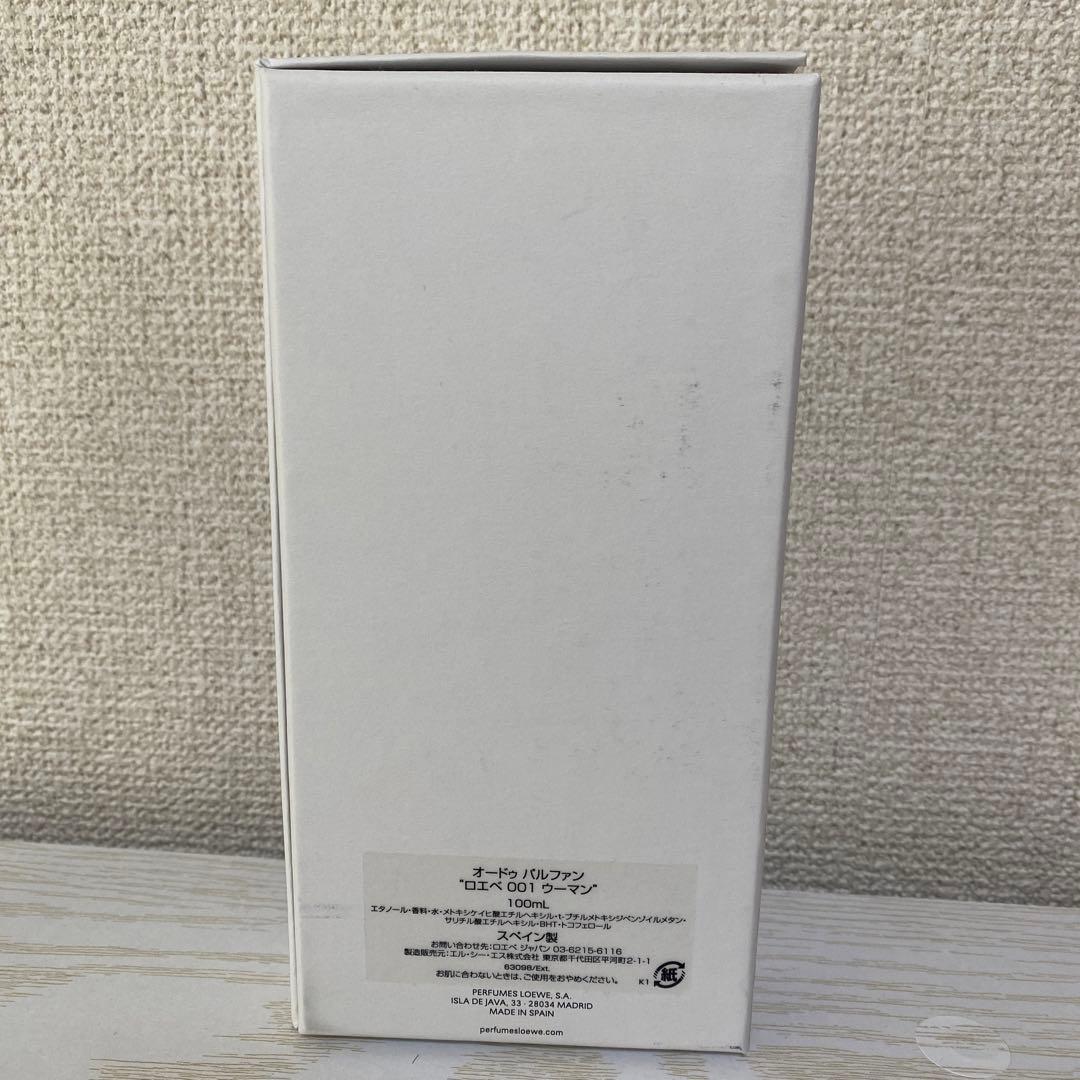 オードゥ パルファン
“ロエベ 001 ウーマン”
100mL
エタノール・香料・水・メトキシケイヒ酸エチルヘキシル・t-ブチルメトキシジベンゾイルメタン・
サリチル酸エチルヘキシル・BHT・トコフェロール
スペイン製
お問い合わせ先：ロエベ ジャパン 03-6215-6116
製造販売元：エル・シー・エス株式会社 東京都千代田区平河町2-1-1
63098/Ext.
お肌に合わないときは、ご使用をおやめください。
K1 紙
PERFUMES LOEWE, S.A.
ISLA DE JAVA, 33 · 28034 MADRID
MADE IN SPAIN
perfumesloewe.com